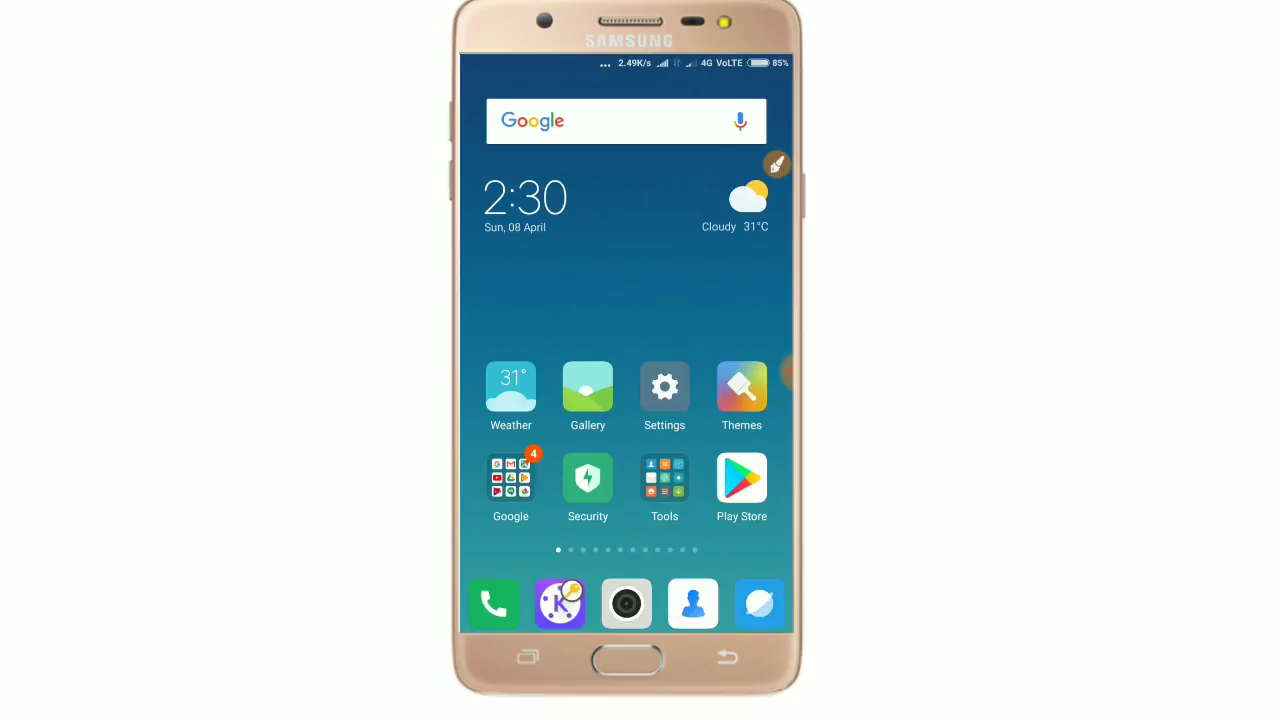 SAMSUNG
... 2.49K/s 4G VoLTE 85%
Google
2:30
Sun, 08 April
Cloudy 31°C
31°
Weather Gallery Settings Themes
4
Google Security Tools Play Store
K